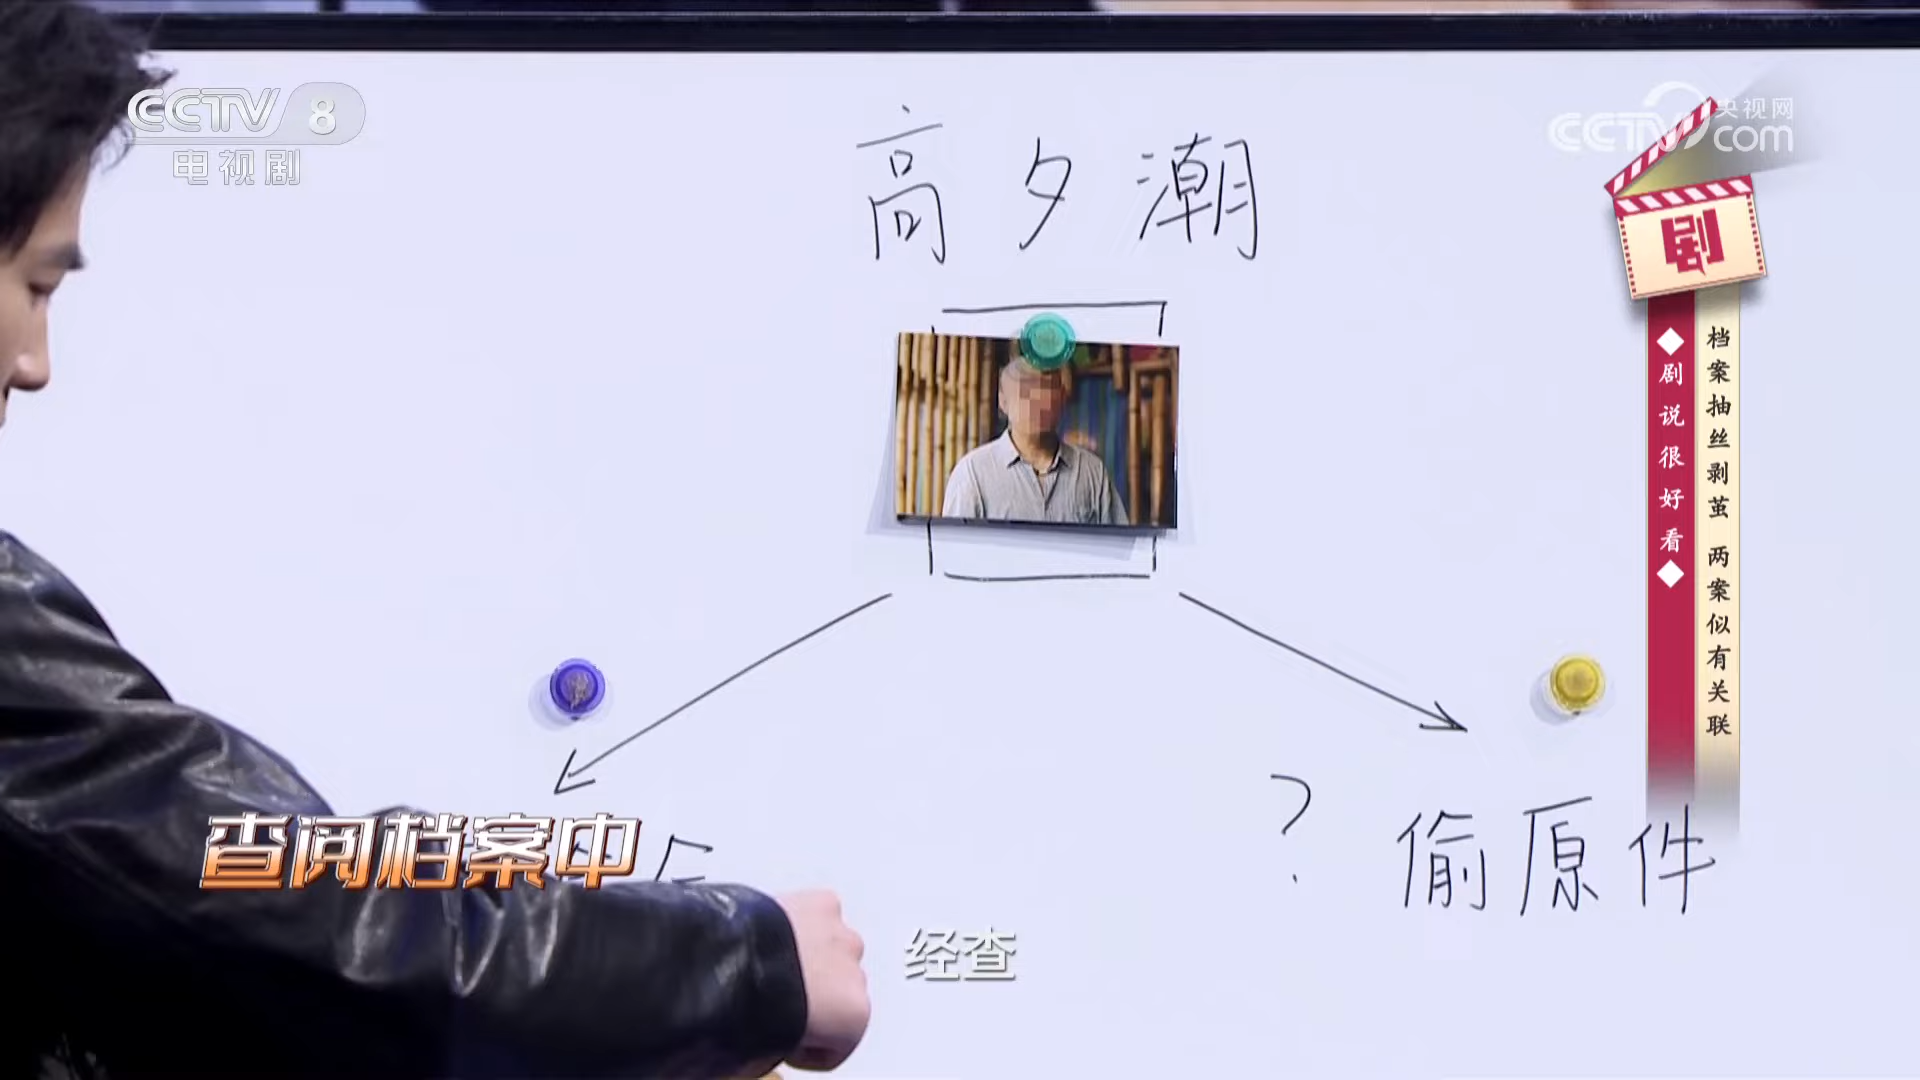 CCTV 8
电视剧
央视网
CCTV com
高夕潮
剧
◆剧说很好看◆
档案抽丝剥茧 两案似有关联
? 偷原件
查阅档案中
经查